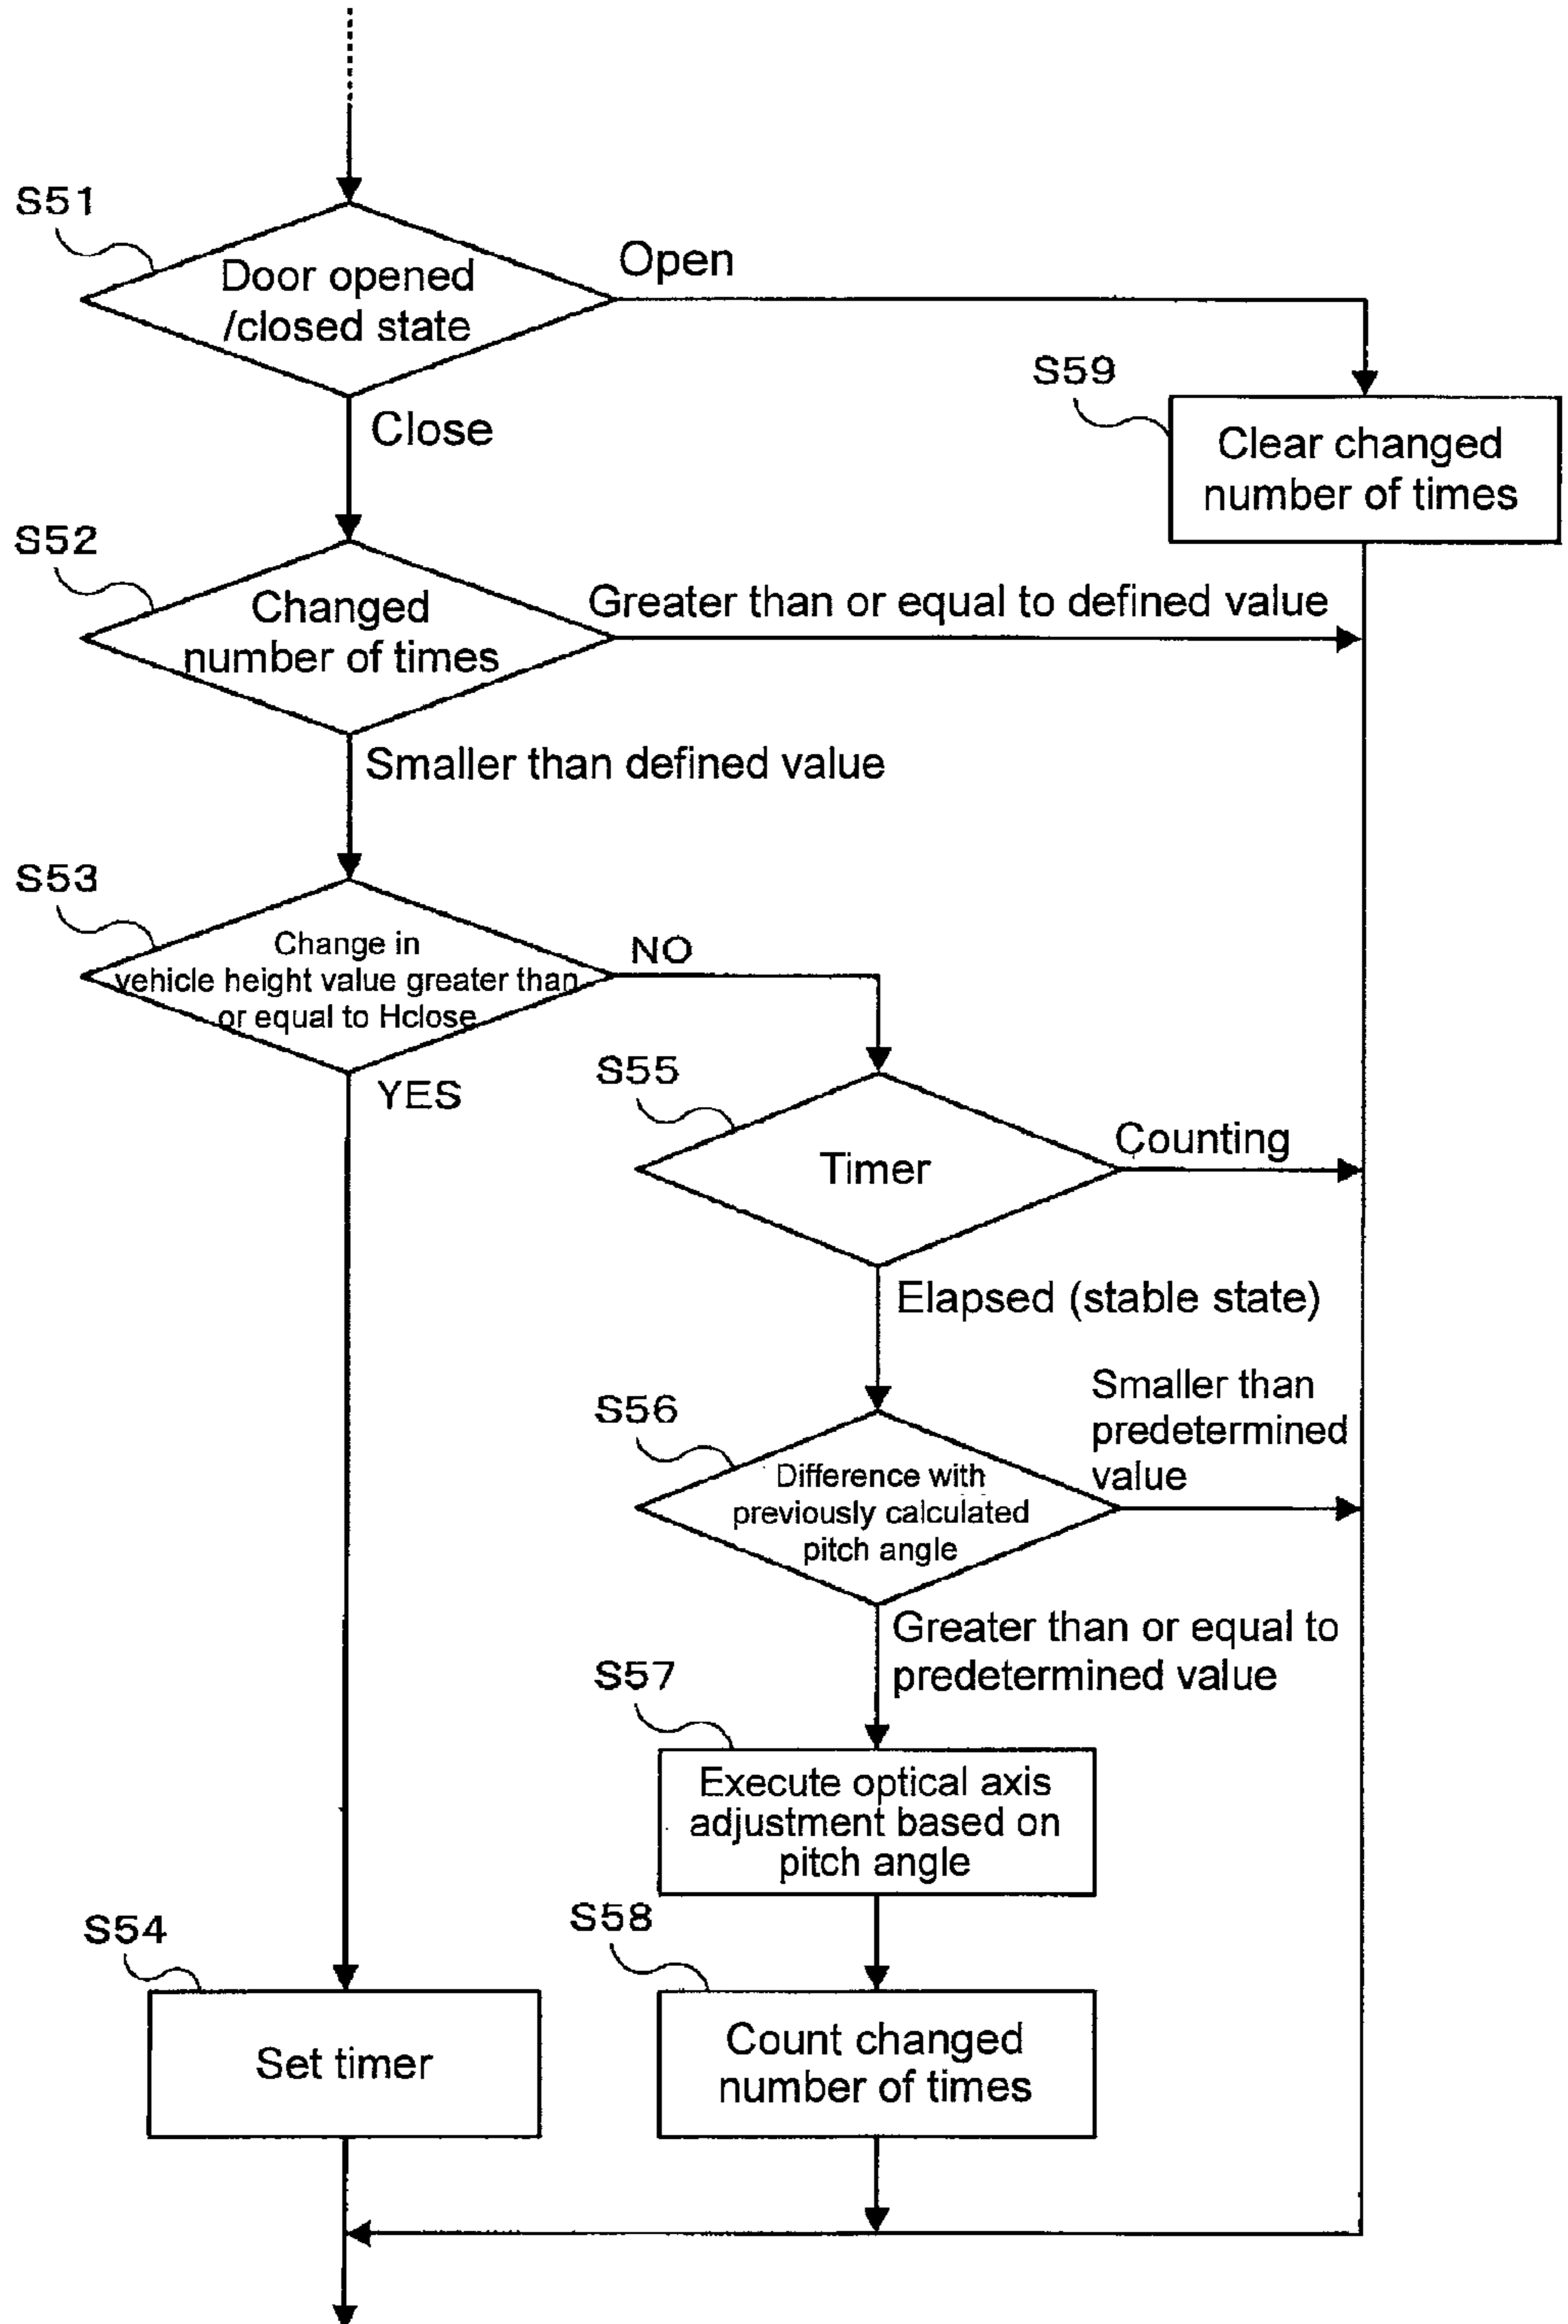 S51
Door opened
/closed state
Open
Close
S59
Clear changed
number of times
S52
Changed
number of times
Greater than or equal to defined value
Smaller than defined value
S53
Change in
vehicle height value greater than
or equal to Hclose
NO
YES
S55
Timer
Counting
Elapsed (stable state)
S56
Difference with
previously calculated
pitch angle
Smaller than
predetermined
value
Greater than or equal to
predetermined value
S57
Execute optical axis
adjustment based on
pitch angle
S54
Set timer
S58
Count changed
number of times